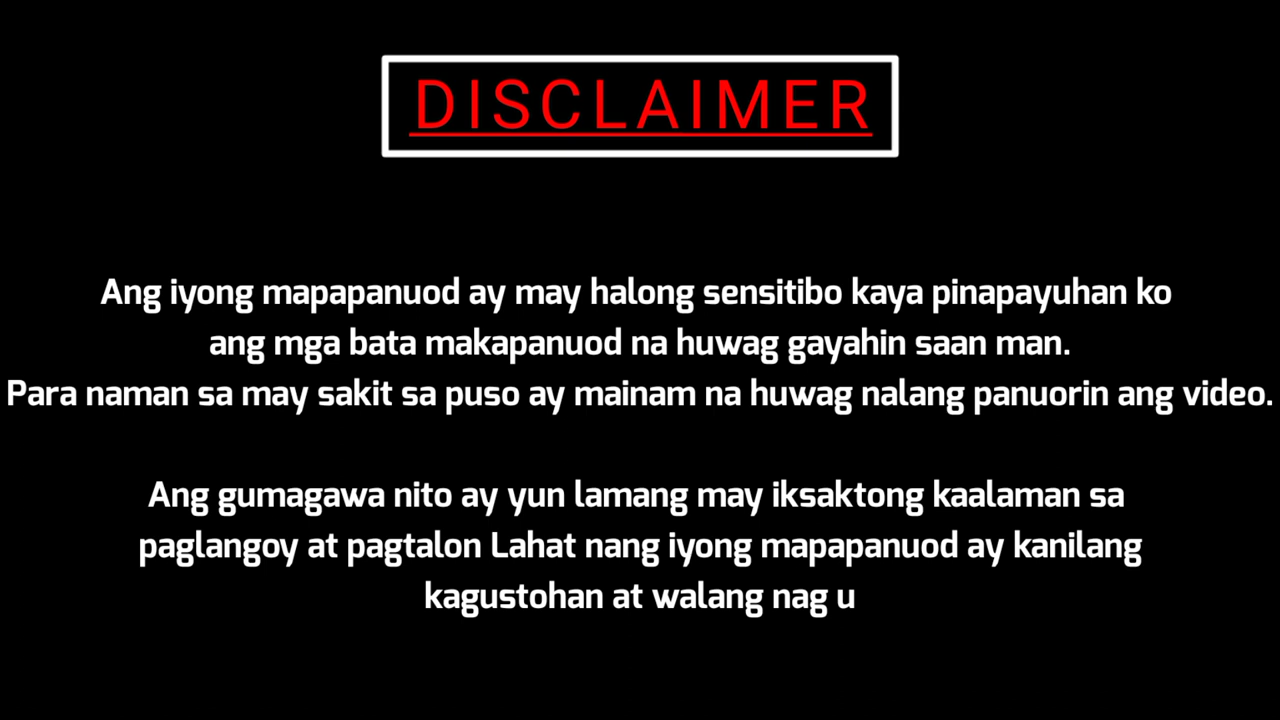 DISCLAIMER
Ang iyong mapapanuod ay may halong sensitibo kaya pinapayuhan ko
ang mga bata makapanuod na huwag gayahin saan man.
Para naman sa may sakit sa puso ay mainam na huwag nalang panuorin ang video.
Ang gumagawa nito ay yun lamang may iksaktong kaalaman sa
paglangoy at pagtalon Lahat nang iyong mapapanuod ay kanilang
kagustohan at walang nag u